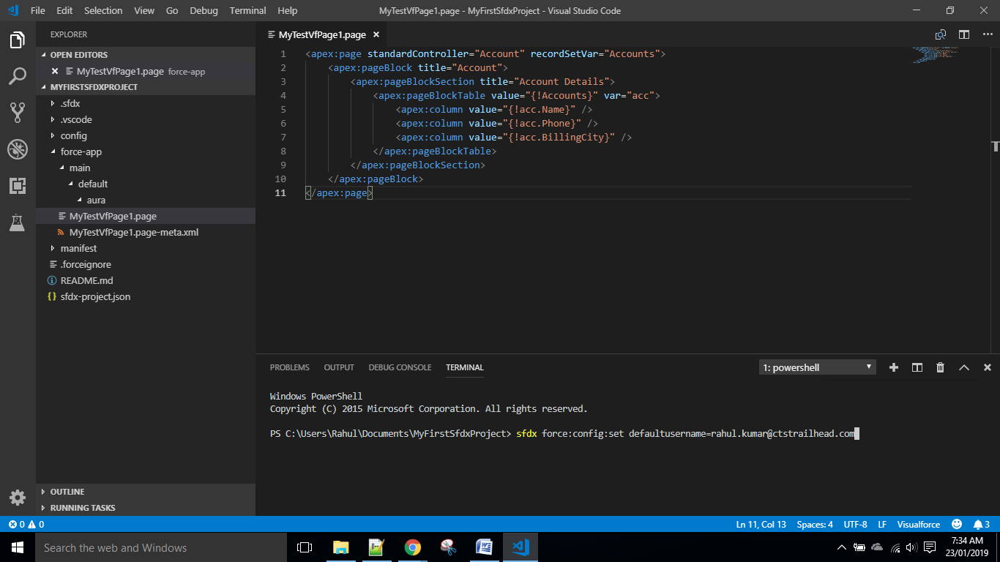 File Edit Selection View Go Debug Terminal Help
MyTestVfPage1.page - MyFirstSfdxProject - Visual Studio Code
EXPLORER
OPEN EDITORS
MyTestVfPage1.page force-app
MYFIRSTSFDXPROJECT
.sfdx
.vscode
config
force-app
main
default
aura
MyTestVfPage1.page
MyTestVfPage1.page-meta.xml
manifest
.forceignore
README.md
{} sfdx-project.json
OUTLINE
RUNNING TASKS
MyTestVfPage1.page
1 <apex:page standardController="Account" recordSetVar="Accounts">
2 <apex:pageBlock title="Account">
3 <apex:pageBlockSection title="Account Details">
4 <apex:pageBlockTable value="{!Accounts}" var="acc">
5 <apex:column value="{!acc.Name}" />
6 <apex:column value="{!acc.Phone}" />
7 <apex:column value="{!acc.BillingCity}" />
8 </apex:pageBlockTable>
9 </apex:pageBlockSection>
10 </apex:pageBlock>
11 </apex:page>
PROBLEMS OUTPUT DEBUG CONSOLE TERMINAL
1: powershell
Windows PowerShell
Copyright (C) 2015 Microsoft Corporation. All rights reserved.
PS C:\Users\Rahul\Documents\MyFirstSfdxProject> sfdx force:config:set defaultusername=rahul.kumar@ctstrailhead.com
0 0
Ln 11, Col 13 Spaces: 4 UTF-8 LF Visualforce 3
Search the web and Windows
7:34 AM
23/01/2019